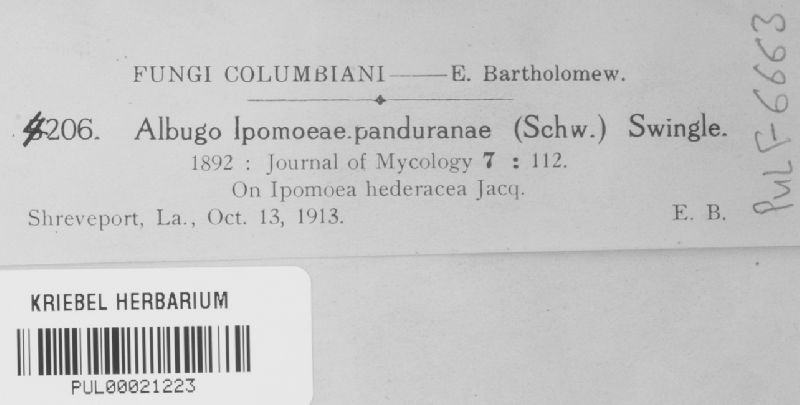 FUNGI COLUMBIANI——E. Bartholomew.
4206. Albugo Ipomoeae.panduranae (Schw.) Swingle.
1892 : Journal of Mycology 7 : 112.
On Ipomoea hederacea Jacq.
Shreveport, La., Oct. 13, 1913. E. B.
PUL F-6663
KRIEBEL HERBARIUM
PUL00021223